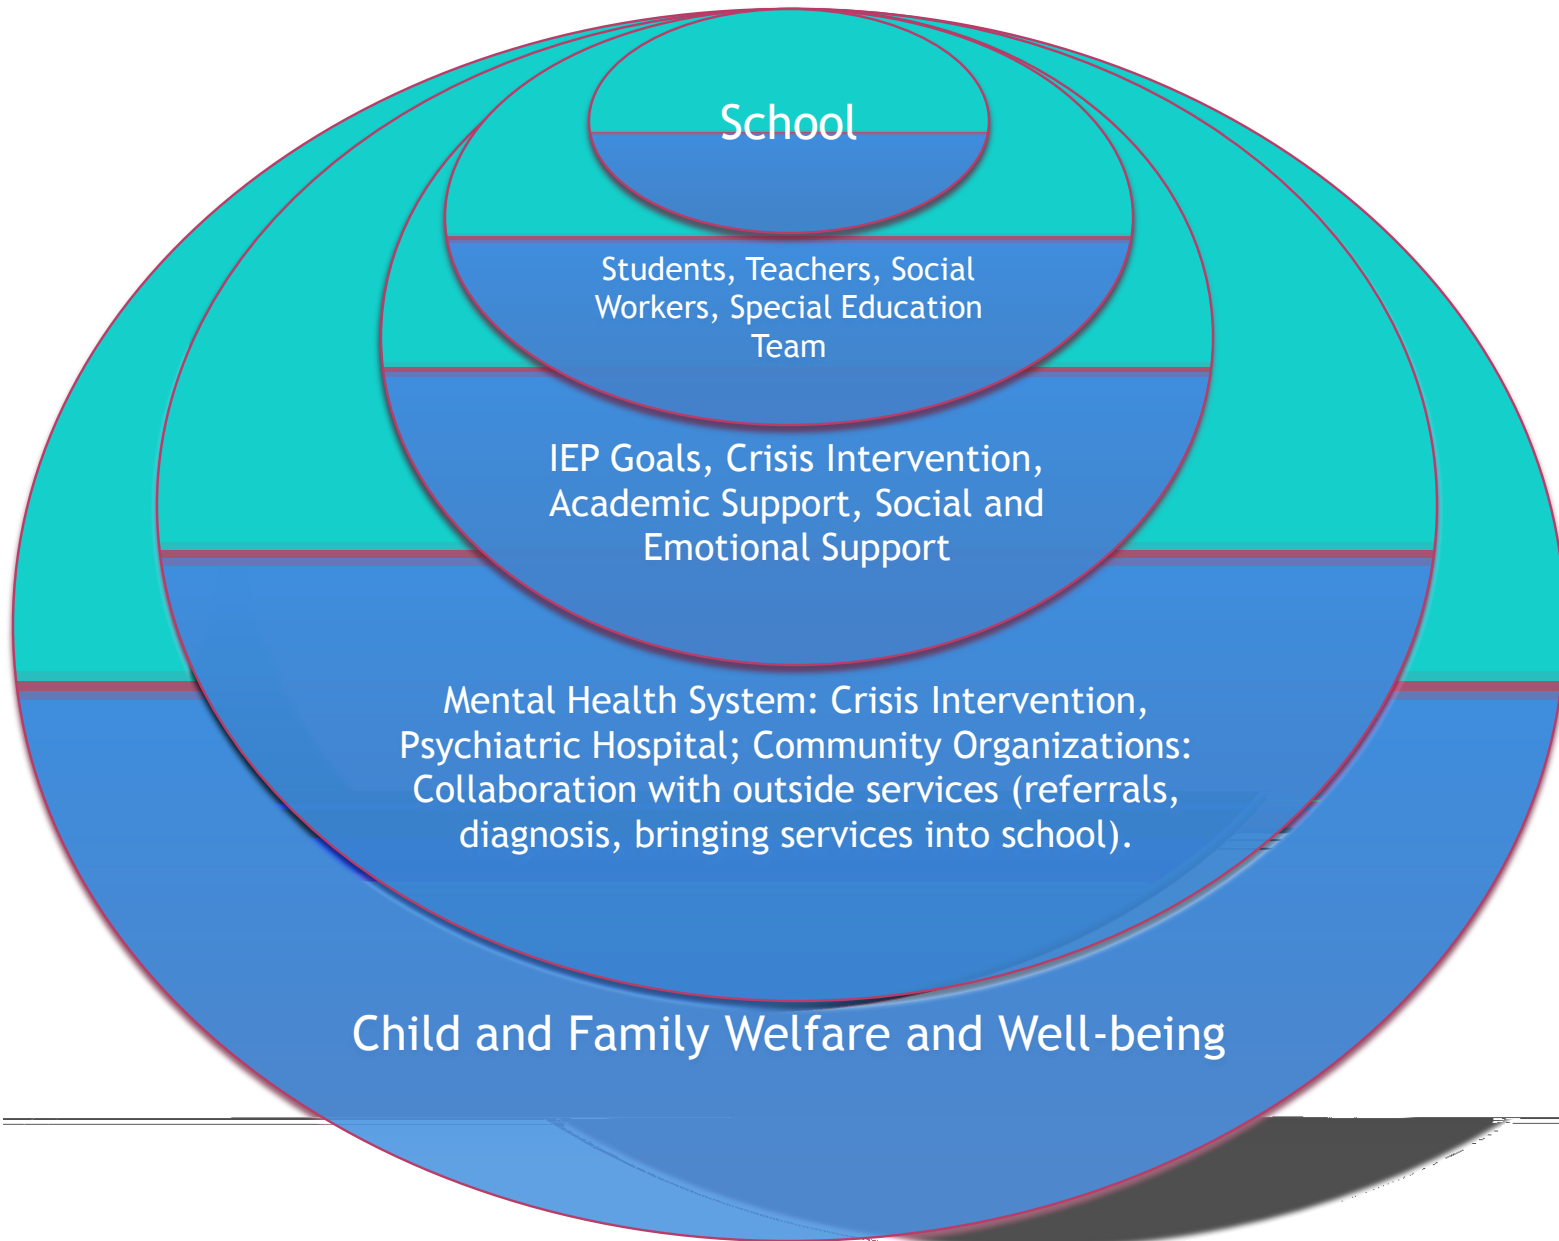 School
Students, Teachers, Social
Workers, Special Education
Team
IEP Goals, Crisis Intervention,
Academic Support, Social and
Emotional Support
Mental Health System: Crisis Intervention,
Psychiatric Hospital; Community Organizations:
Collaboration with outside services (referrals,
diagnosis, bringing services into school).
Child and Family Welfare and Well-being